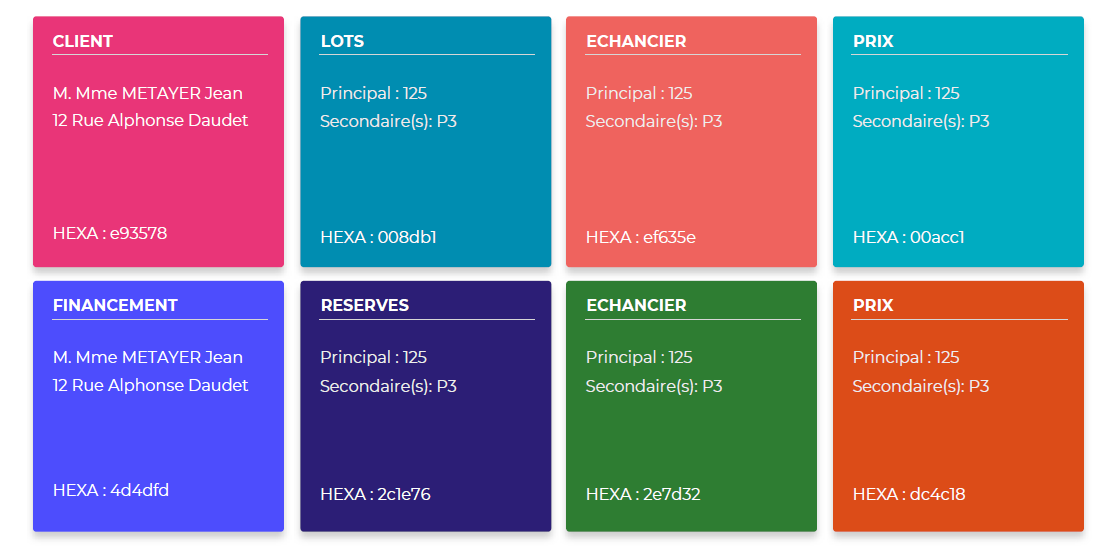 CLIENT
M. Mme METAYER Jean
12 Rue Alphonse Daudet
HEXA : e93578
LOTS
Principal : 125
Secondaire(s): P3
HEXA : 008db1
ECHANCIER
Principal : 125
Secondaire(s): P3
HEXA : ef635e
PRIX
Principal : 125
Secondaire(s): P3
HEXA : 00acc1
FINANCEMENT
M. Mme METAYER Jean
12 Rue Alphonse Daudet
HEXA : 4d4dfd
RESERVES
Principal : 125
Secondaire(s): P3
HEXA : 2c1e76
ECHANCIER
Principal : 125
Secondaire(s): P3
HEXA : 2e7d32
PRIX
Principal : 125
Secondaire(s): P3
HEXA : dc4c18